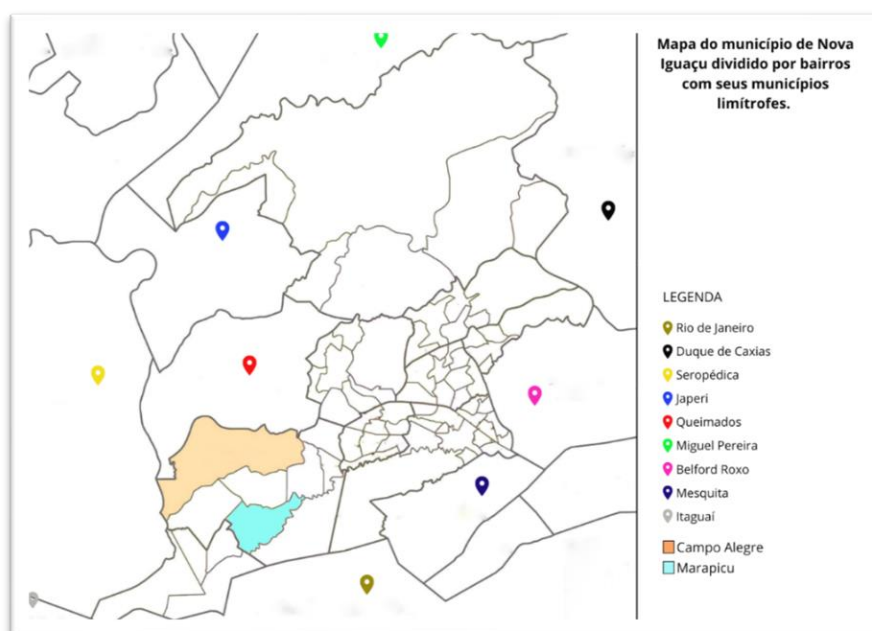 Mapa do município de Nova
Iguaçu dividido por bairros
com seus municípios
limítrofes.
LEGENDA
Rio de Janeiro
Duque de Caxias
Seropédica
Japeri
Queimados
Miguel Pereira
Belford Roxo
Mesquita
Itaguaí
Campo Alegre
Marapicu